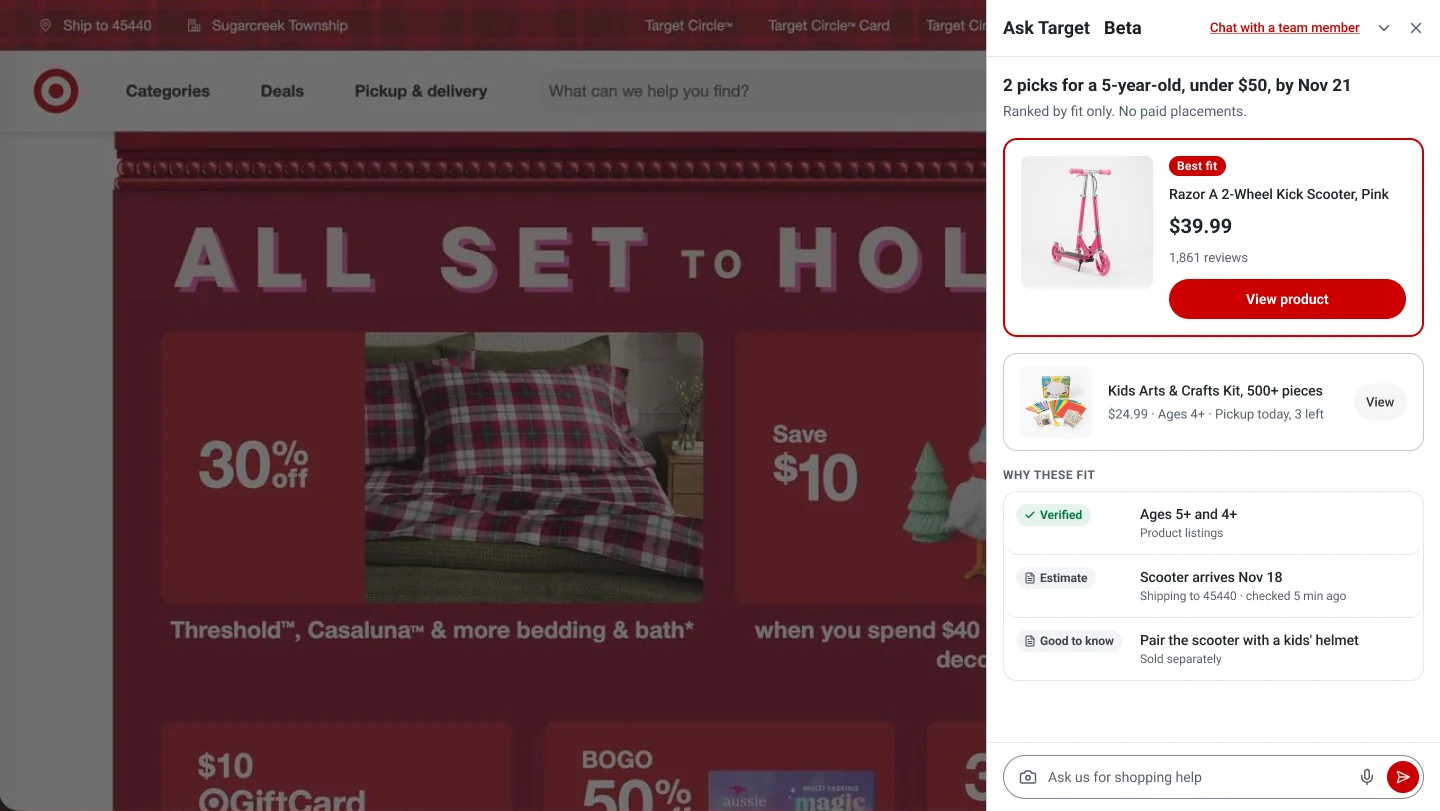 Ship to 45440
Sugarcreek Township
Target Circle™
Target Circle™ Card
Target Cir
Categories
Deals
Pickup & delivery
What can we help you find?
ALL SET TO HOL
30% off
Threshold™, Casaluna™ & more bedding & bath*
Save
$10
when you spend $40
deco
$10
GiftCard
BOGO
50%
aussie
MULTI-TASKING
magic
3
Ask Target Beta
Chat with a team member
2 picks for a 5-year-old, under $50, by Nov 21
Ranked by fit only. No paid placements.
Best fit
Razor A 2-Wheel Kick Scooter, Pink
$39.99
1,861 reviews
View product
Kids Arts & Crafts Kit, 500+ pieces
$24.99 · Ages 4+ · Pickup today, 3 left
View
WHY THESE FIT
Verified
Ages 5+ and 4+
Product listings
Estimate
Scooter arrives Nov 18
Shipping to 45440 · checked 5 min ago
Good to know
Pair the scooter with a kids' helmet
Sold separately
Ask us for shopping help